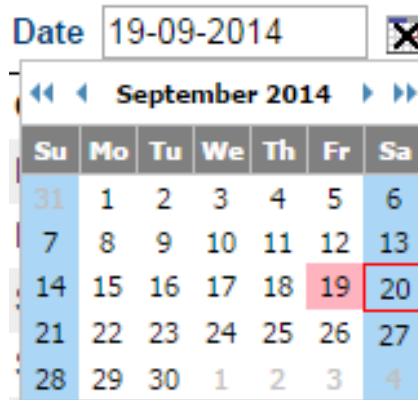 Date 19-09-2014
September 2014
Su Mo Tu We Th Fr Sa
31 1 2 3 4 5 6
7 8 9 10 11 12 13
14 15 16 17 18 19 20
21 22 23 24 25 26 27
28 29 30 1 2 3 4